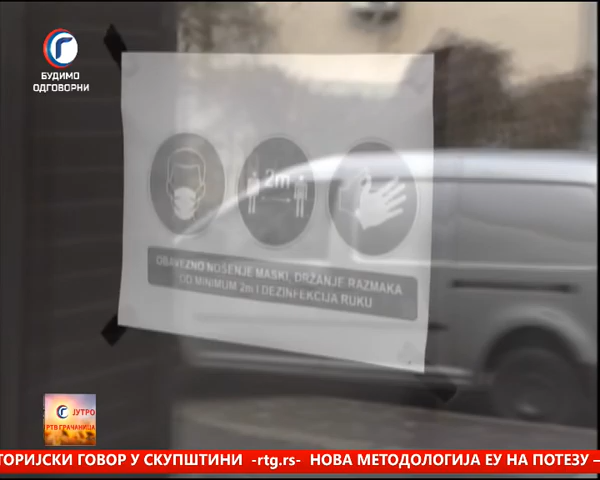 БУДИМО
ОДГОВОРНИ
2m
OBAVEZNO NOŠENJE MASKI, DRŽANJE RAZMAKA
OD MINIMUM 2m I DEZINFEKCIJA RUKU
ЈУТРО
РТВ ГРАЧАНИЦА
ТОРИЈСКИ ГОВОР У СКУПШТИНИ -rtg.rs- НОВА МЕТОДОЛОГИЈА ЕУ НА ПОТЕЗУ –